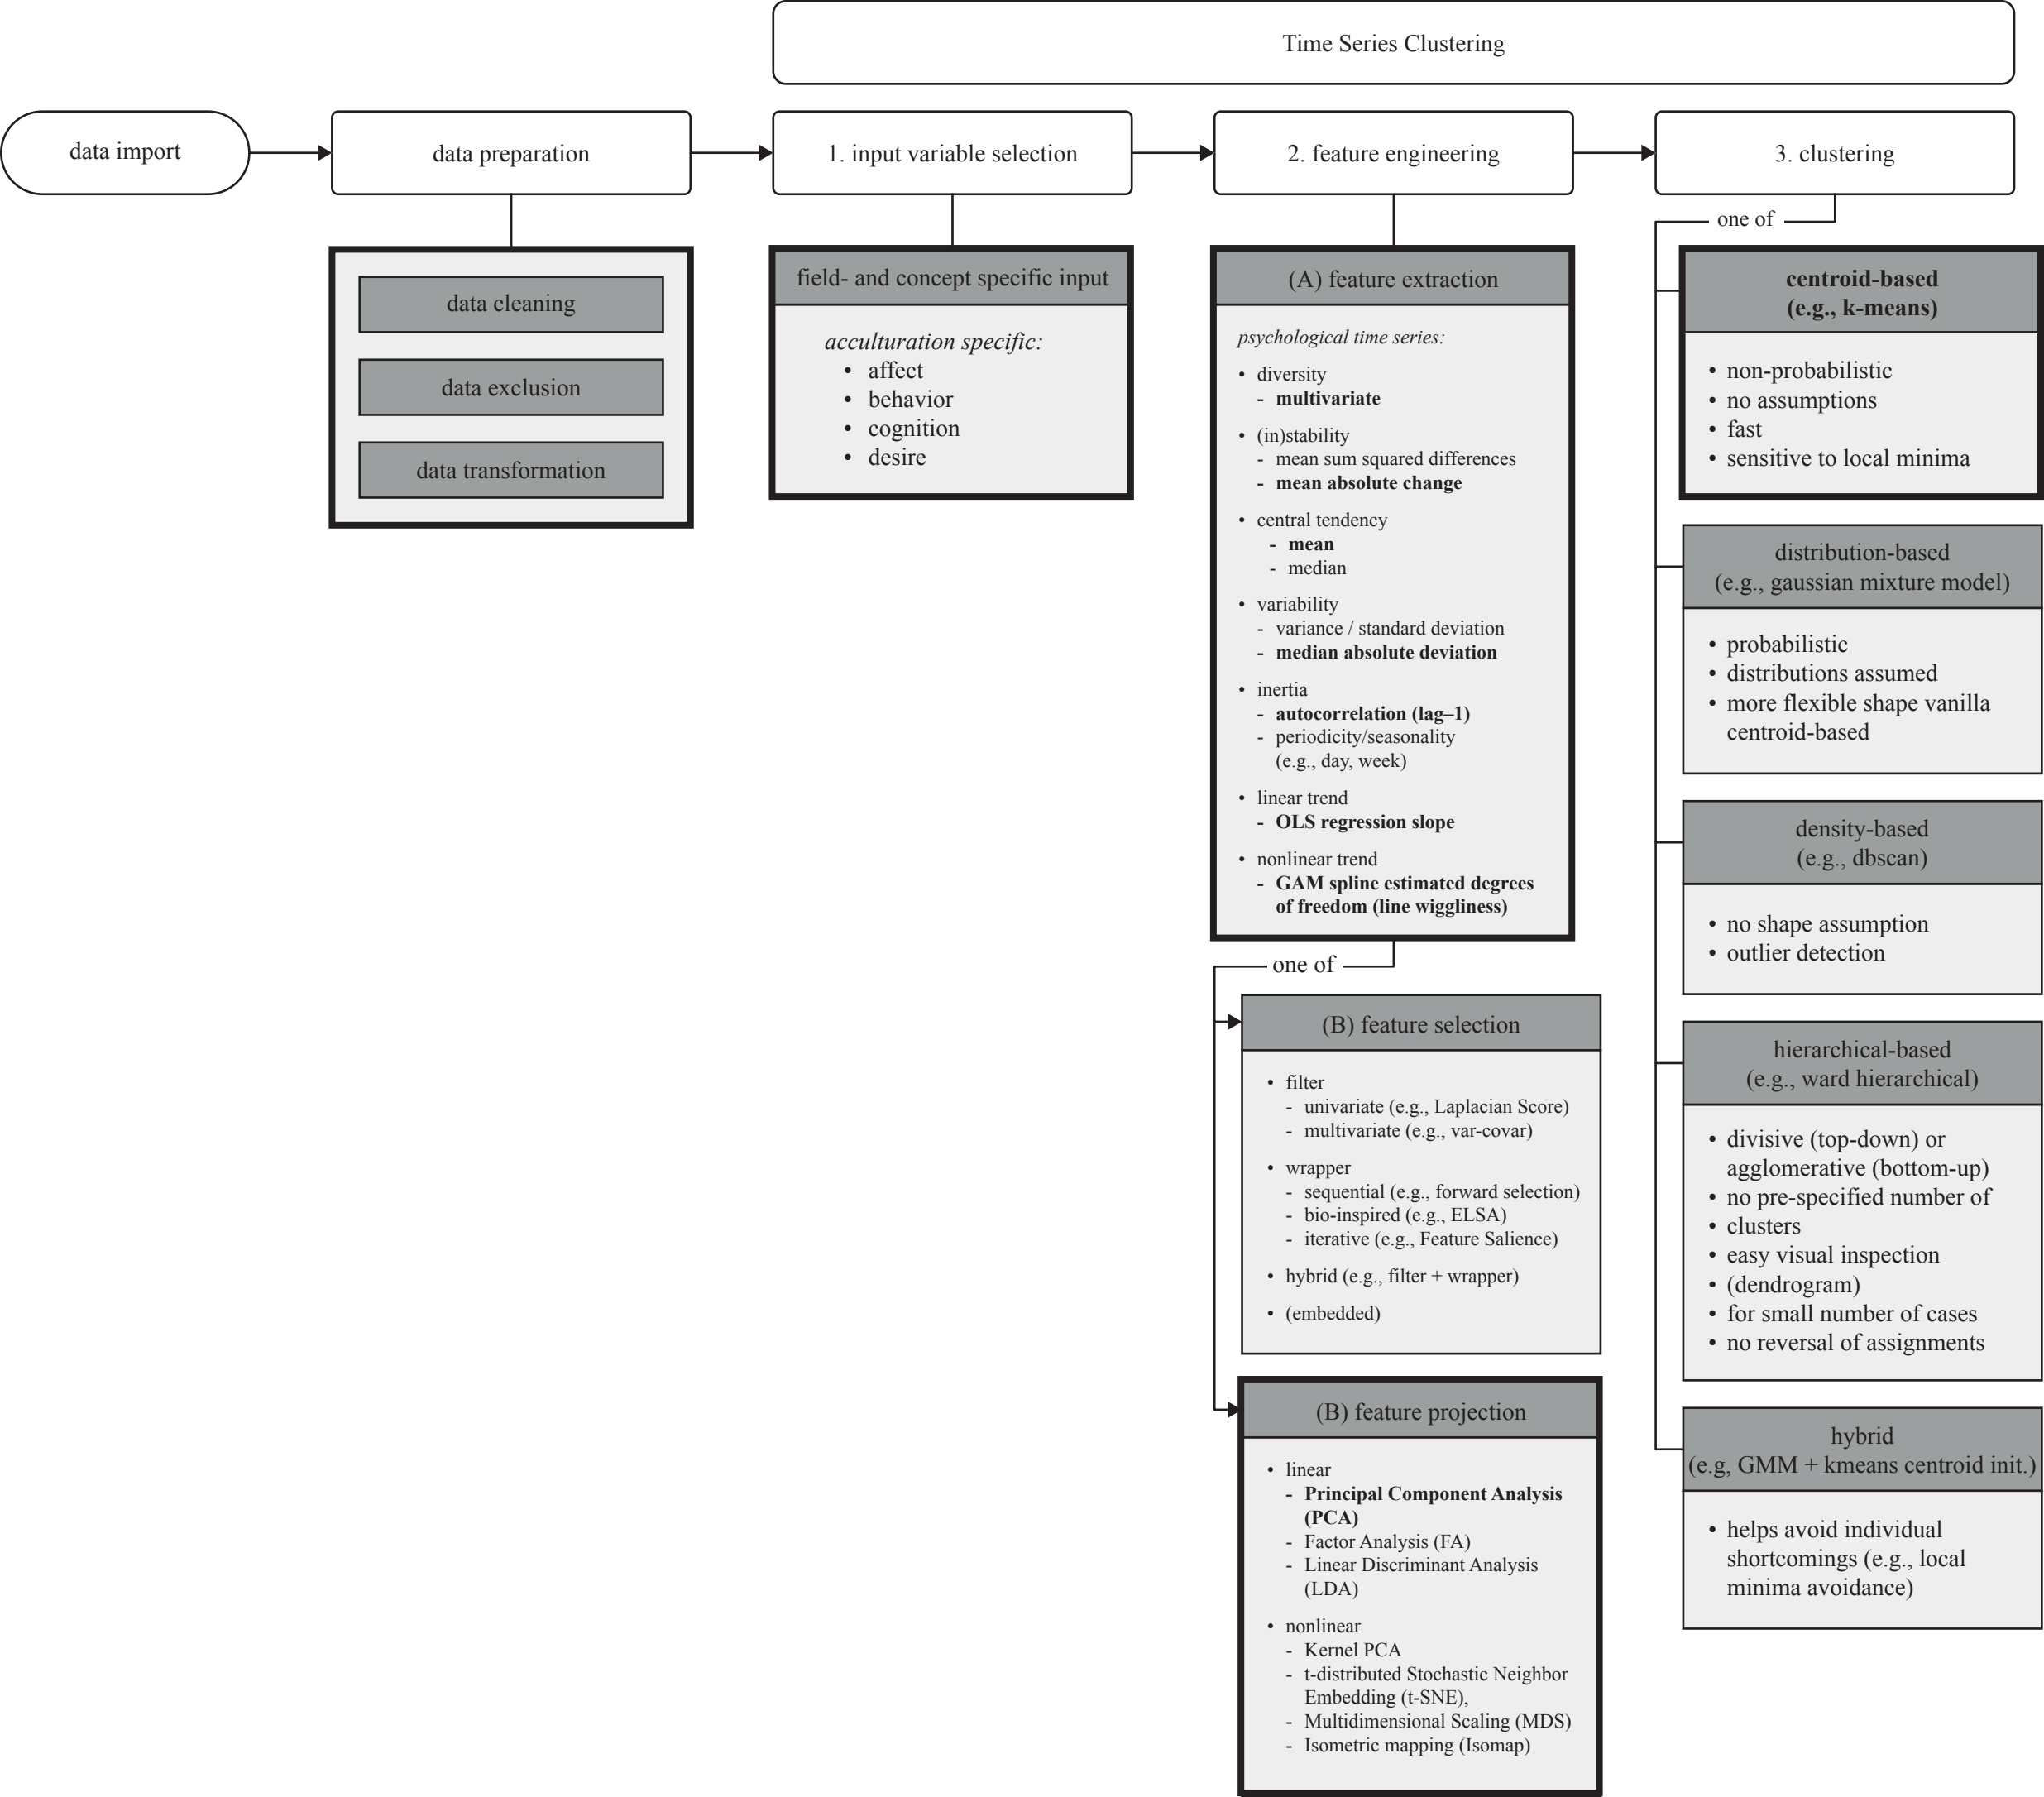 Time Series Clustering
data import
data preparation
1. input variable selection
2. feature engineering
3. clustering
data cleaning
data exclusion
data transformation
field- and concept specific input
acculturation specific:
• affect
• behavior
• cognition
• desire
(A) feature extraction
psychological time series:
• diversity
- multivariate
• (in)stability
- mean sum squared differences
- mean absolute change
• central tendency
- mean
- median
• variability
- variance / standard deviation
- median absolute deviation
• inertia
- autocorrelation (lag–1)
- periodicity/seasonality
(e.g., day, week)
• linear trend
- OLS regression slope
• nonlinear trend
- GAM spline estimated degrees
of freedom (line wiggliness)
one of
(B) feature selection
• filter
- univariate (e.g., Laplacian Score)
- multivariate (e.g., var-covar)
• wrapper
- sequential (e.g., forward selection)
- bio-inspired (e.g., ELSA)
- iterative (e.g., Feature Salience)
• hybrid (e.g., filter + wrapper)
• (embedded)
(B) feature projection
• linear
- Principal Component Analysis
(PCA)
- Factor Analysis (FA)
- Linear Discriminant Analysis
(LDA)
• nonlinear
- Kernel PCA
- t-distributed Stochastic Neighbor
Embedding (t-SNE),
- Multidimensional Scaling (MDS)
- Isometric mapping (Isomap)
one of
centroid-based
(e.g., k-means)
• non-probabilistic
• no assumptions
• fast
• sensitive to local minima
distribution-based
(e.g., gaussian mixture model)
• probabilistic
• distributions assumed
• more flexible shape vanilla
centroid-based
density-based
(e.g., dbscan)
• no shape assumption
• outlier detection
hierarchical-based
(e.g., ward hierarchical)
• divisive (top-down) or
agglomerative (bottom-up)
• no pre-specified number of
• clusters
• easy visual inspection
• (dendrogram)
• for small number of cases
• no reversal of assignments
hybrid
(e.g, GMM + kmeans centroid init.)
• helps avoid individual
shortcomings (e.g., local
minima avoidance)